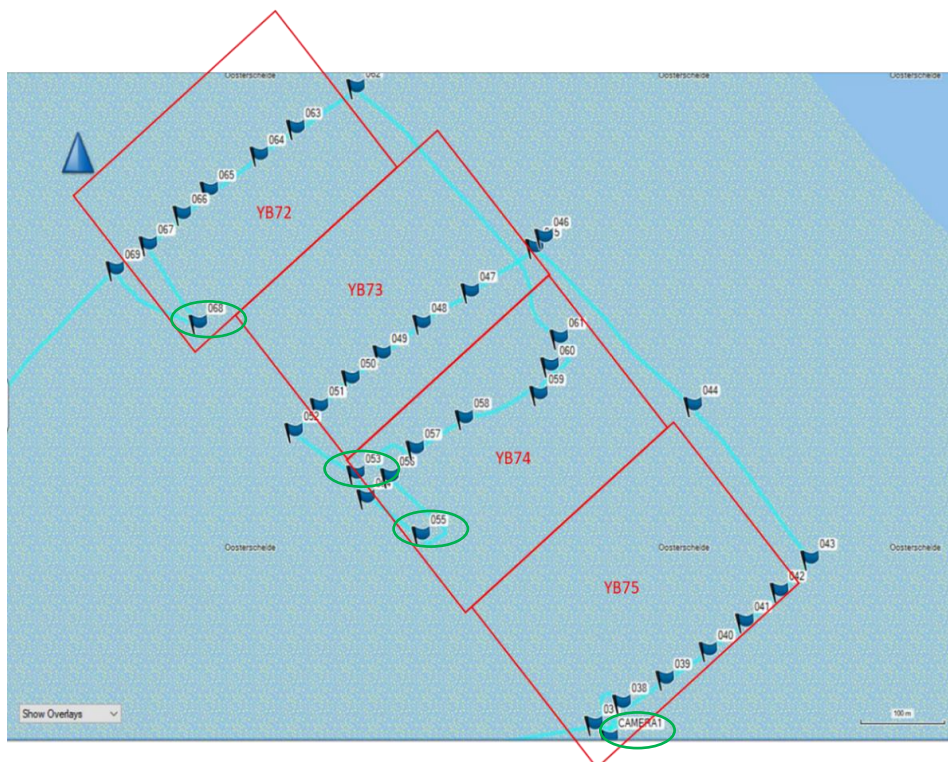 Oosterschelde
Oosterschelde
Oosterschelde
062
063
064
065
066
067
069
068
YB72
046
047
048
049
050
051
052
YB73
061
060
059
058
057
056
053
055
YB74
044
043
Oosterschelde
Oosterschelde
Oosterschelde
042
041
040
039
038
YB75
CAMERA1
Show Overlays
100 m